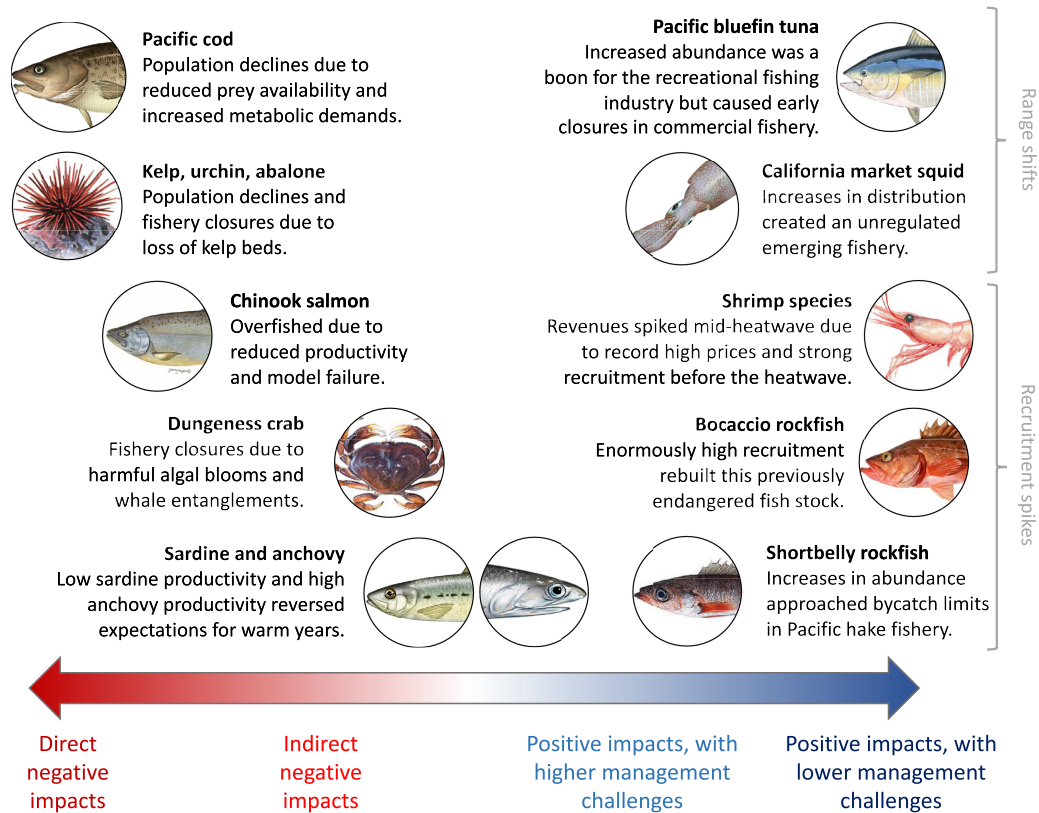 Pacific cod
Population declines due to
reduced prey availability and
increased metabolic demands.
Pacific bluefin tuna
Increased abundance was a
boon for the recreational fishing
industry but caused early
closures in commercial fishery.
Kelp, urchin, abalone
Population declines and
fishery closures due to
loss of kelp beds.
California market squid
Increases in distribution
created an unregulated
emerging fishery.
Range shifts
Chinook salmon
Overfished due to
reduced productivity
and model failure.
Shrimp species
Revenues spiked mid-heatwave due
to record high prices and strong
recruitment before the heatwave.
Dungeness crab
Fishery closures due to
harmful algal blooms and
whale entanglements.
Bocaccio rockfish
Enormously high recruitment
rebuilt this previously
endangered fish stock.
Sardine and anchovy
Low sardine productivity and high
anchovy productivity reversed
expectations for warm years.
Shortbelly rockfish
Increases in abundance
approached bycatch limits
in Pacific hake fishery.
Recruitment spikes
Direct
negative
impacts
Indirect
negative
impacts
Positive impacts, with
higher management
challenges
Positive impacts, with
lower management
challenges